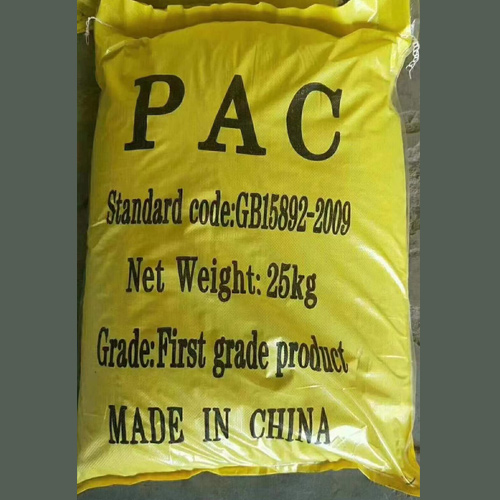 PAC
Standard code:GB15892-2009
Net Weight: 25kg
Grade:First grade product
MADE IN CHINA